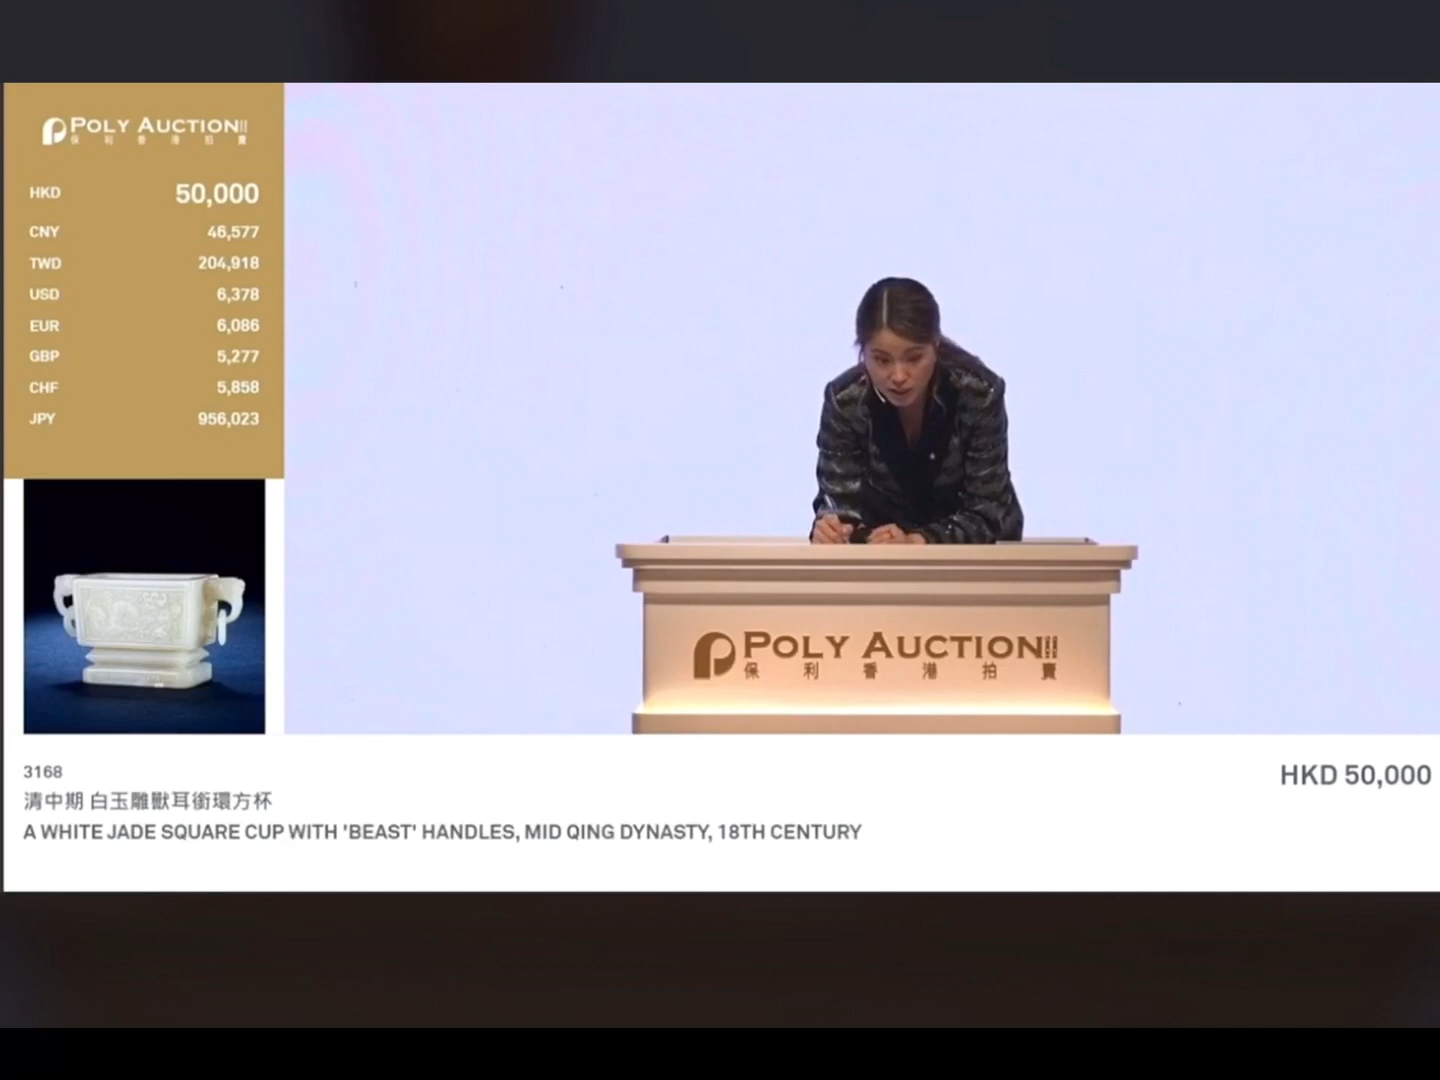 POLY AUCTION
保利香港拍賣
HKD 50,000
CNY 46,577
TWD 204,918
USD 6,378
EUR 6,086
GBP 5,277
CHF 5,858
JPY 956,023
POLY AUCTION
保利香港拍賣
3168
HKD 50,000
清中期 白玉雕獸耳銜環方杯
A WHITE JADE SQUARE CUP WITH 'BEAST' HANDLES, MID QING DYNASTY, 18TH CENTURY